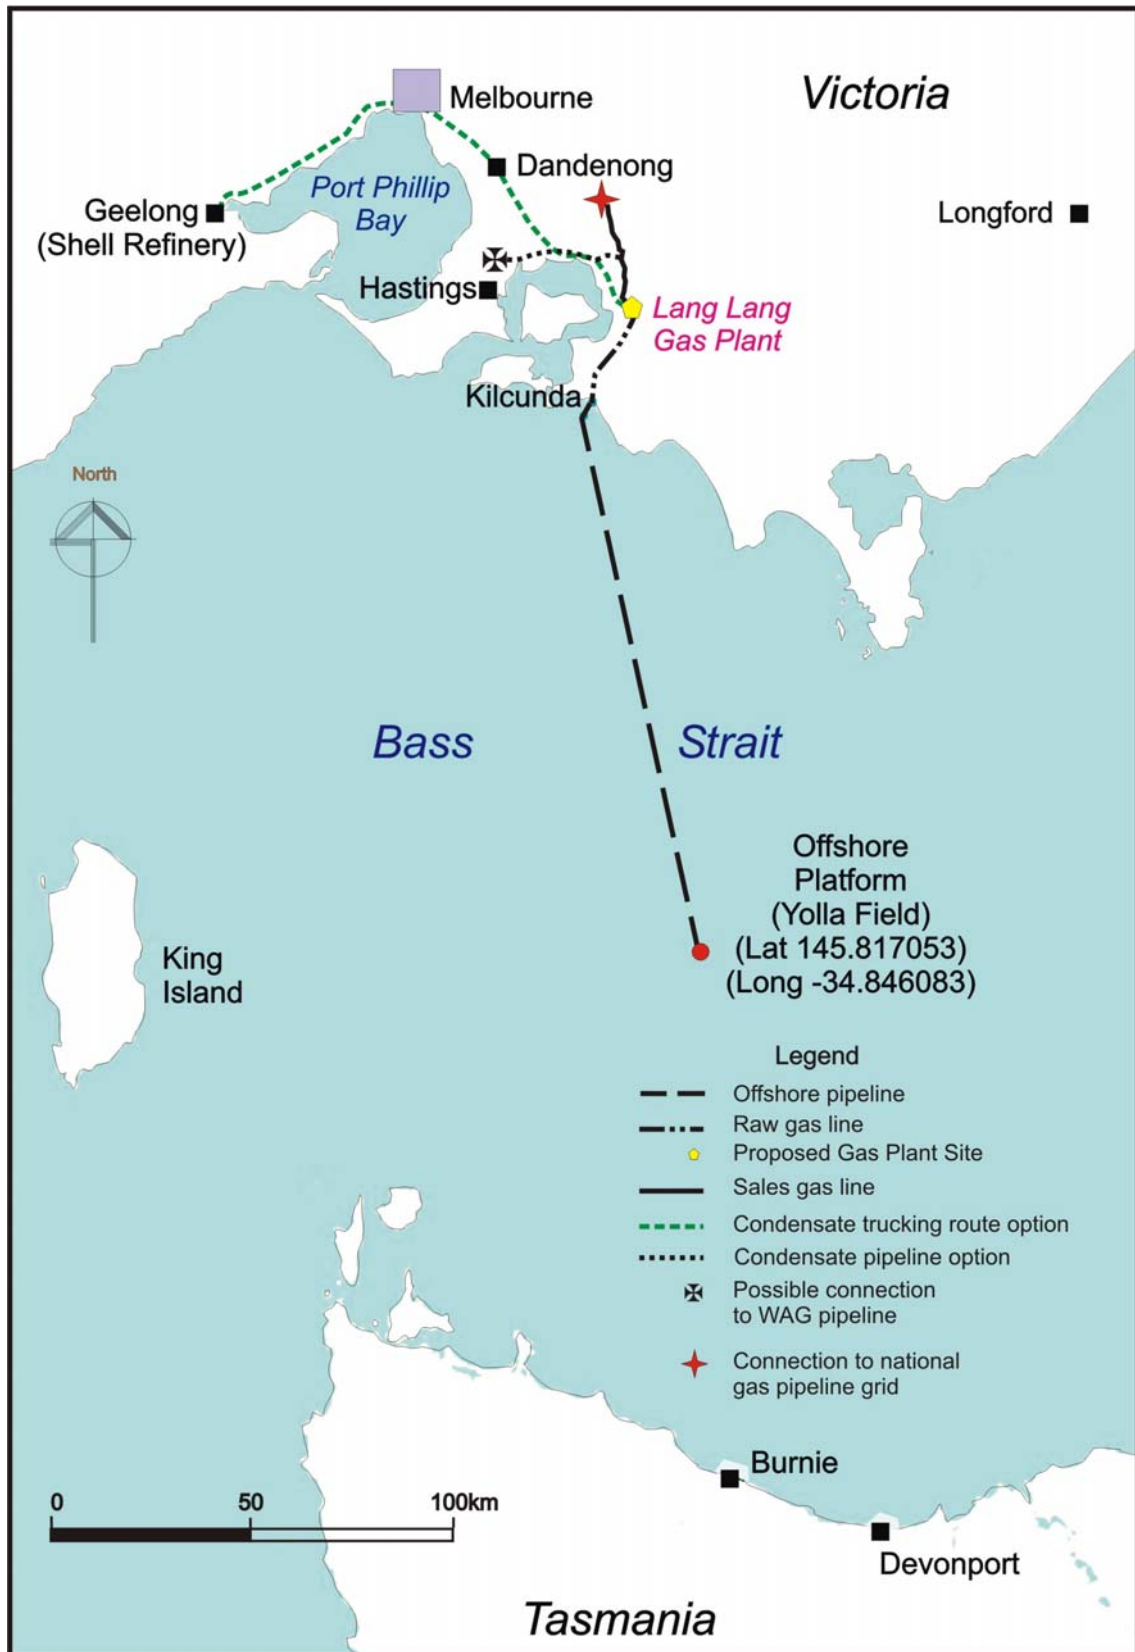 Victoria
Melbourne
Dandenong
Port Phillip
Bay
Geelong
(Shell Refinery)
Longford
Hastings
Lang Lang
Gas Plant
Kilcunda
North
Bass Strait
Offshore
Platform
(Yolla Field)
(Lat 145.817053)
(Long -34.846083)
King
Island
Legend
Offshore pipeline
Raw gas line
Proposed Gas Plant Site
Sales gas line
Condensate trucking route option
Condensate pipeline option
Possible connection
to WAG pipeline
Connection to national
gas pipeline grid
Burnie
0 50 100km
Devonport
Tasmania